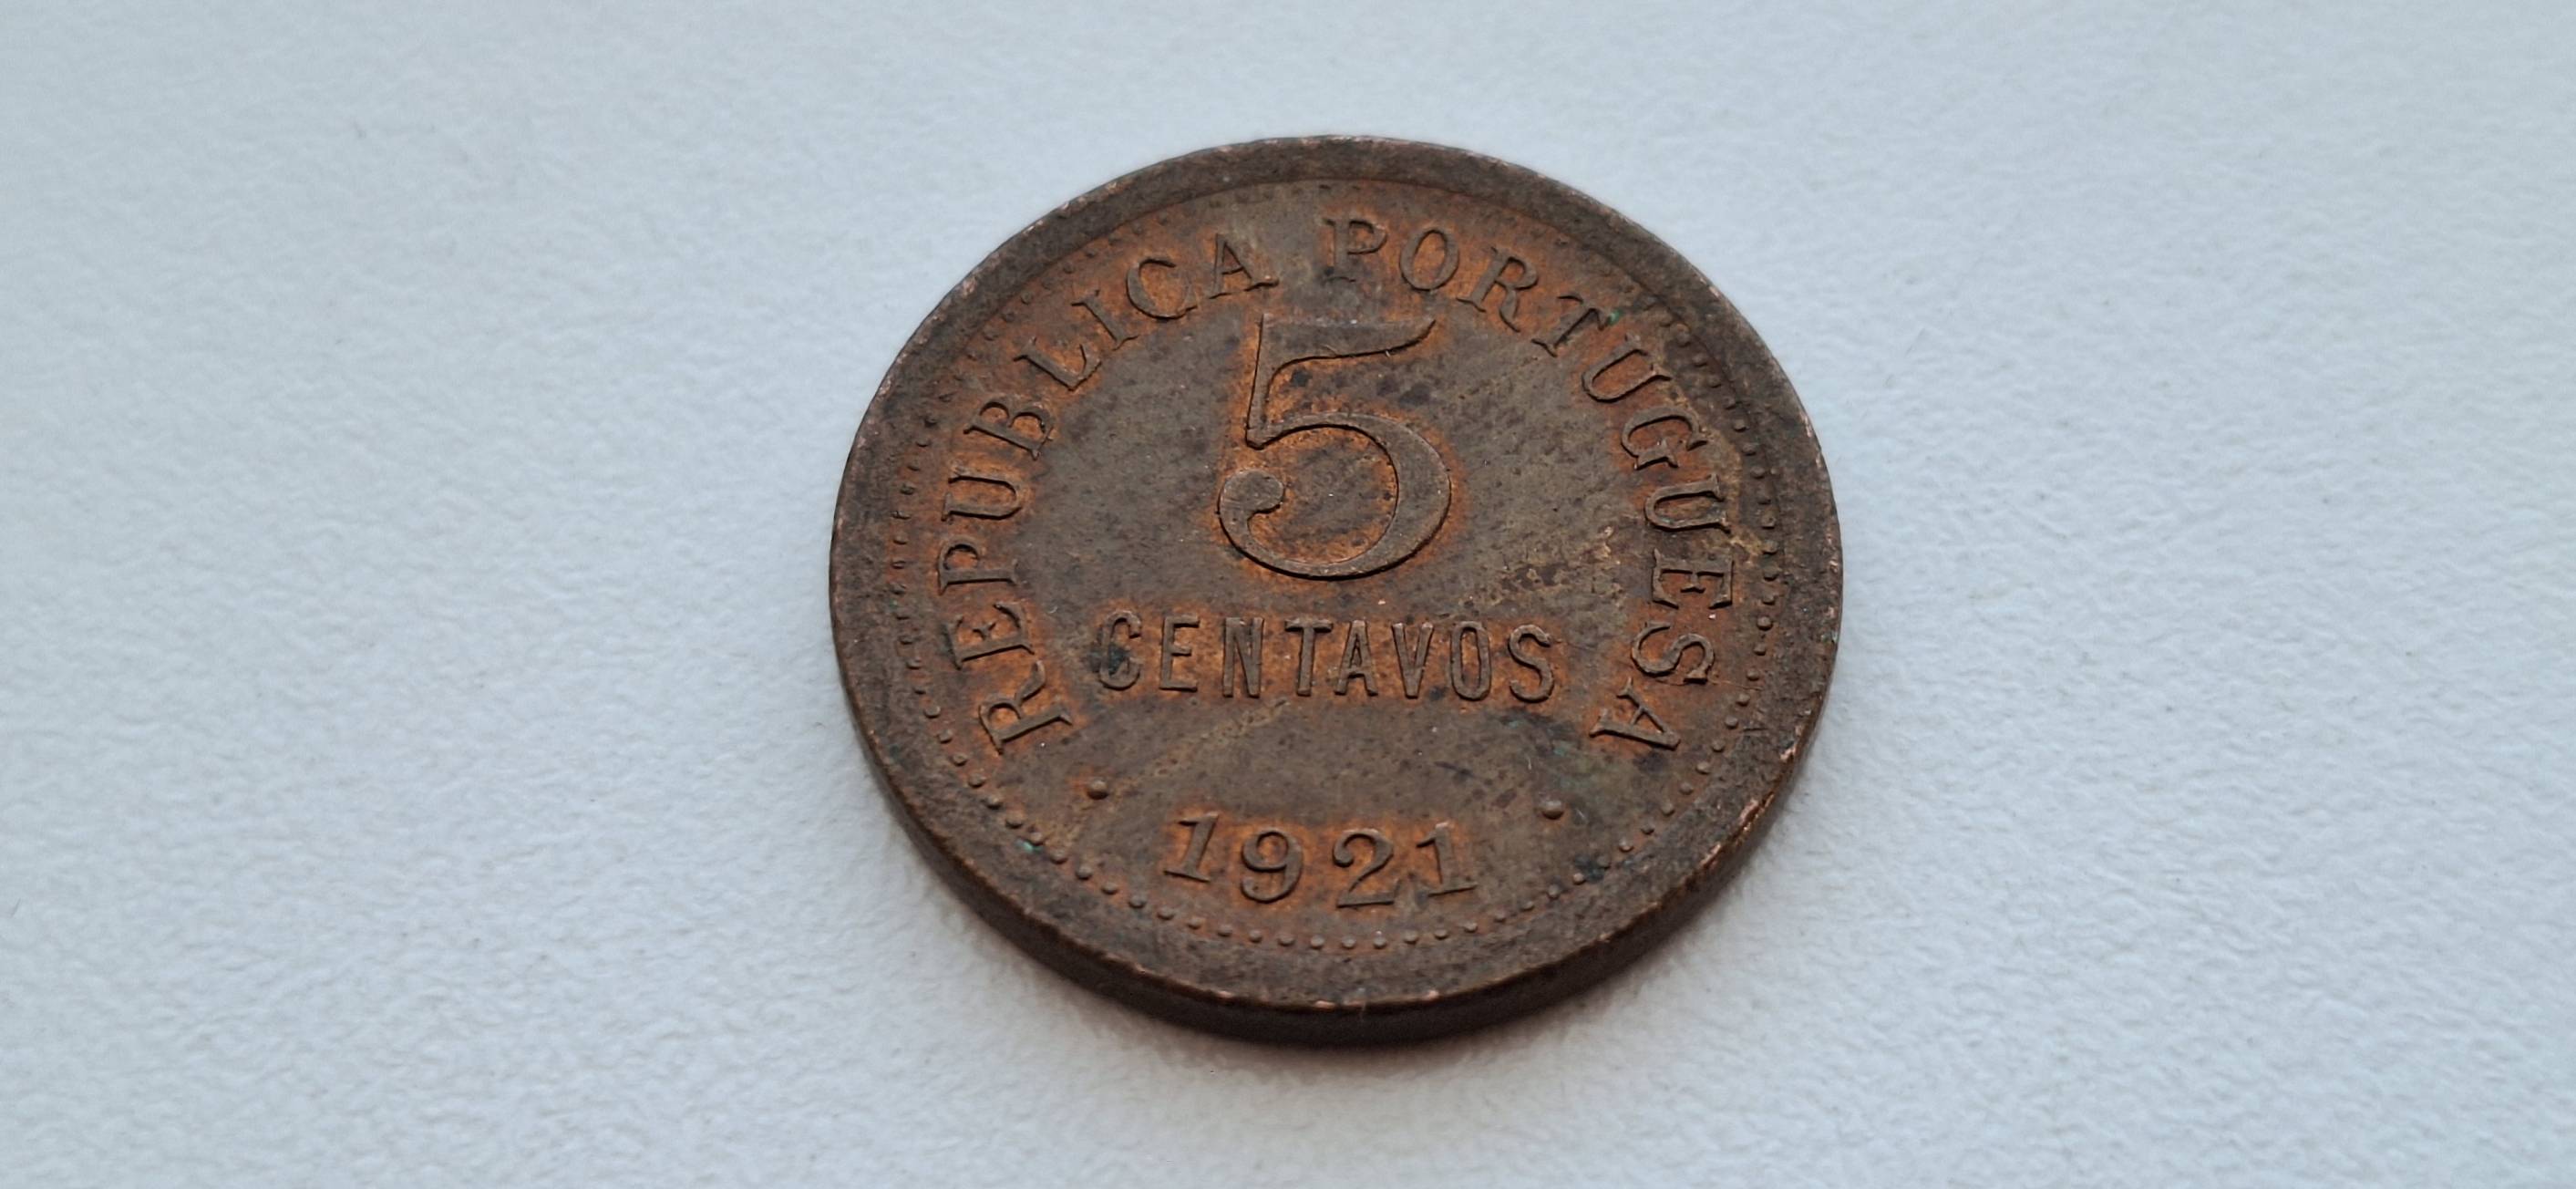 REPUBLICA PORTUGUESA
5
CENTAVOS
1921